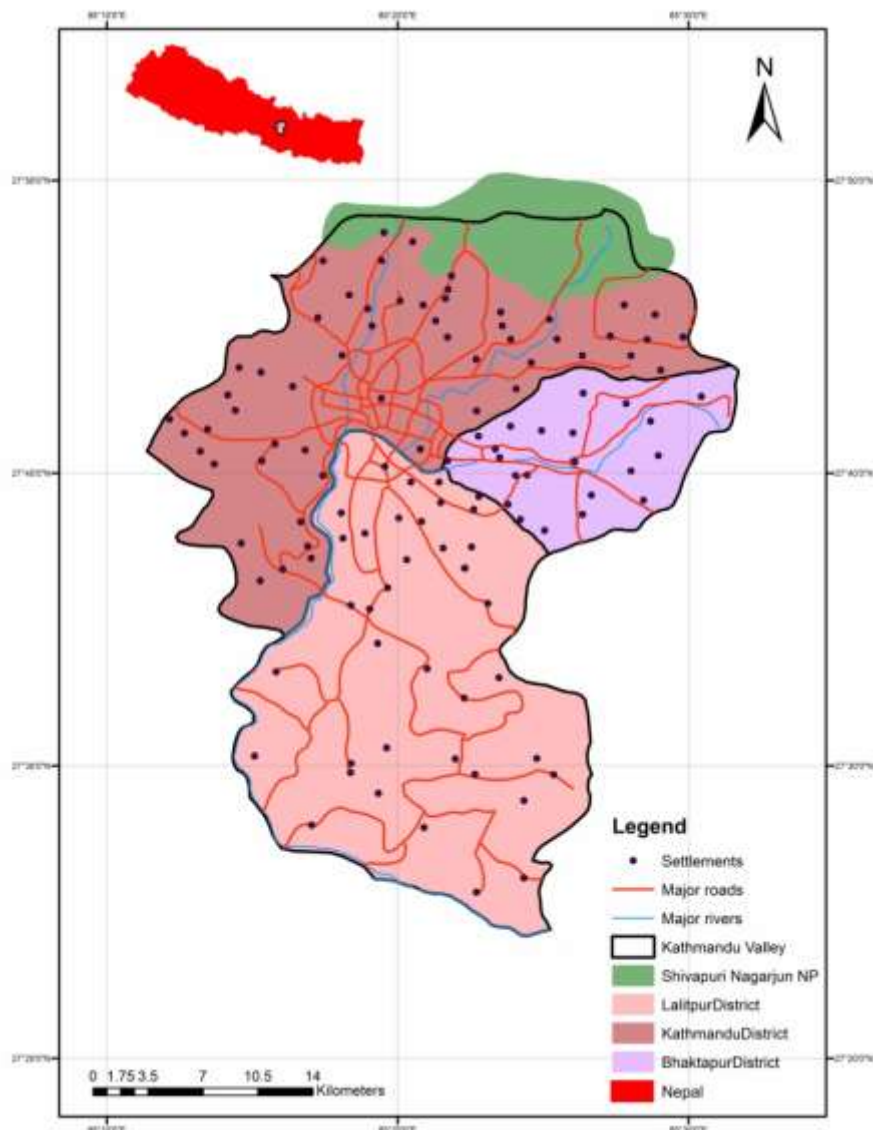 N
Legend
Settlements
Major roads
Major rivers
Kathmandu Valley
Shivapuri Nagarjun NP
LalitpurDistrict
KathmanduDistrict
BhaktapurDistrict
Nepal
0 1.75 3.5 7 10.5 14
Kilometers